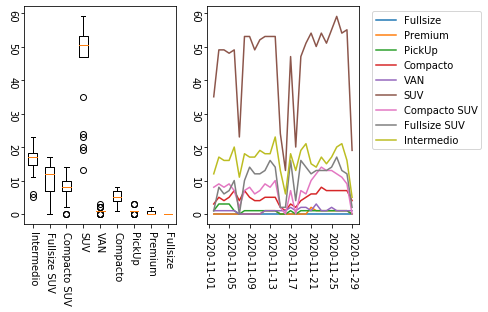 60
50
40
30
20
10
0
Intermedio
Fullsize SUV
Compacto SUV
SUV
VAN
Compacto
PickUp
Premium
Fullsize
60
50
40
30
20
10
0
2020-11-01
2020-11-05
2020-11-09
2020-11-13
2020-11-17
2020-11-21
2020-11-25
2020-11-29
Fullsize
Premium
PickUp
Compacto
VAN
SUV
Compacto SUV
Fullsize SUV
Intermedio